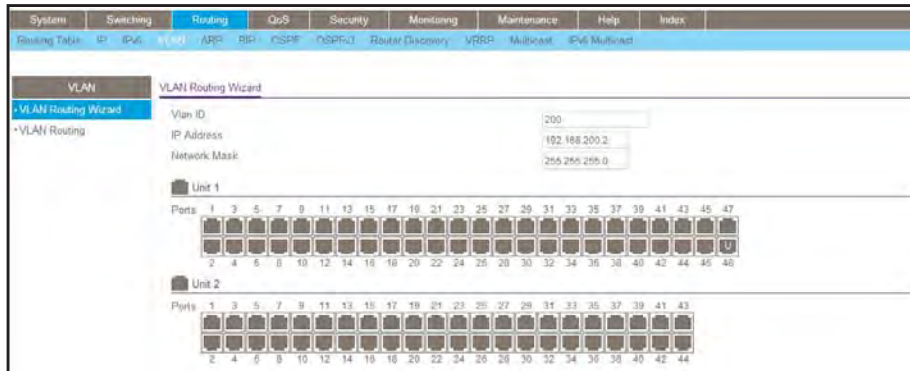 System Switching Routing QoS Security Monitoring Maintenance Help Index
Routing Table IP IPv6 VLAN ARP RIP OSPF OSPFv3 Router Discovery VRRP Multicast IPv6 Multicast
VLAN
VLAN Routing Wizard
VLAN Routing
VLAN Routing Wizard
Vlan ID 200
IP Address 192.168.200.2
Network Mask 255.255.255.0
Unit 1
Ports 1 3 5 7 9 11 13 15 17 19 21 23 25 27 29 31 33 35 37 39 41 43 45 47
U
2 4 6 8 10 12 14 16 18 20 22 24 26 28 30 32 34 36 38 40 42 44 46 48
Unit 2
Ports 1 3 5 7 9 11 13 15 17 19 21 23 25 27 29 31 33 35 37 39 41 43
2 4 6 8 10 12 14 16 18 20 22 24 26 28 30 32 34 36 38 40 42 44